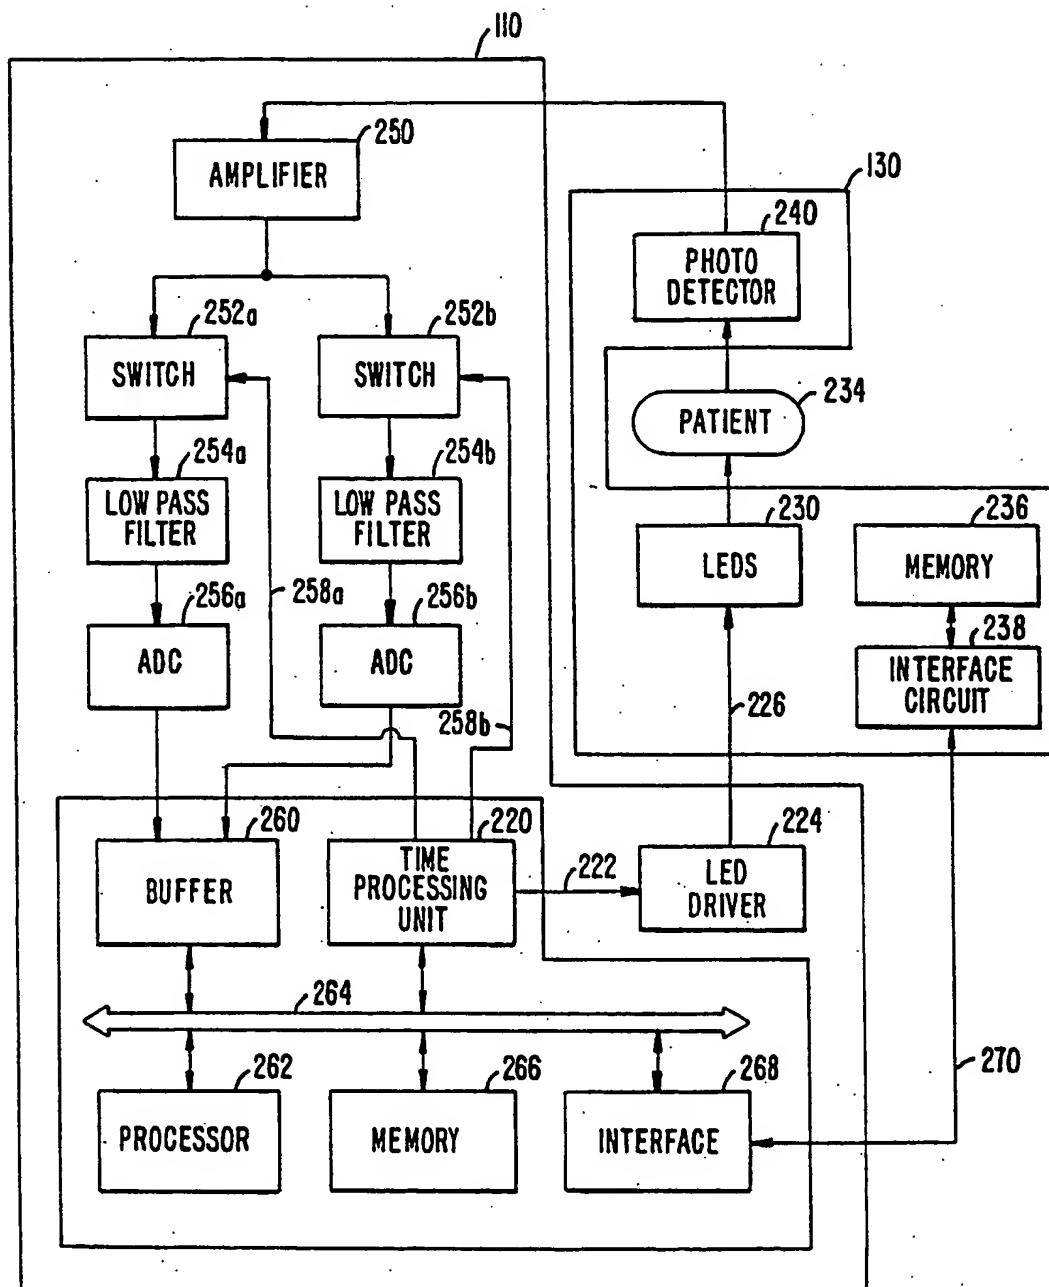 110
250
AMPLIFIER
130
240
PHOTO
DETECTOR
252a
SWITCH
252b
SWITCH
234
PATIENT
254a
LOW PASS
FILTER
254b
LOW PASS
FILTER
230
LEDS
236
MEMORY
256a
ADC
258a
256b
ADC
238
INTERFACE
CIRCUIT
258b
226
260
BUFFER
220
TIME
PROCESSING
UNIT
222
224
LED
DRIVER
264
262
PROCESSOR
266
MEMORY
268
INTERFACE
270